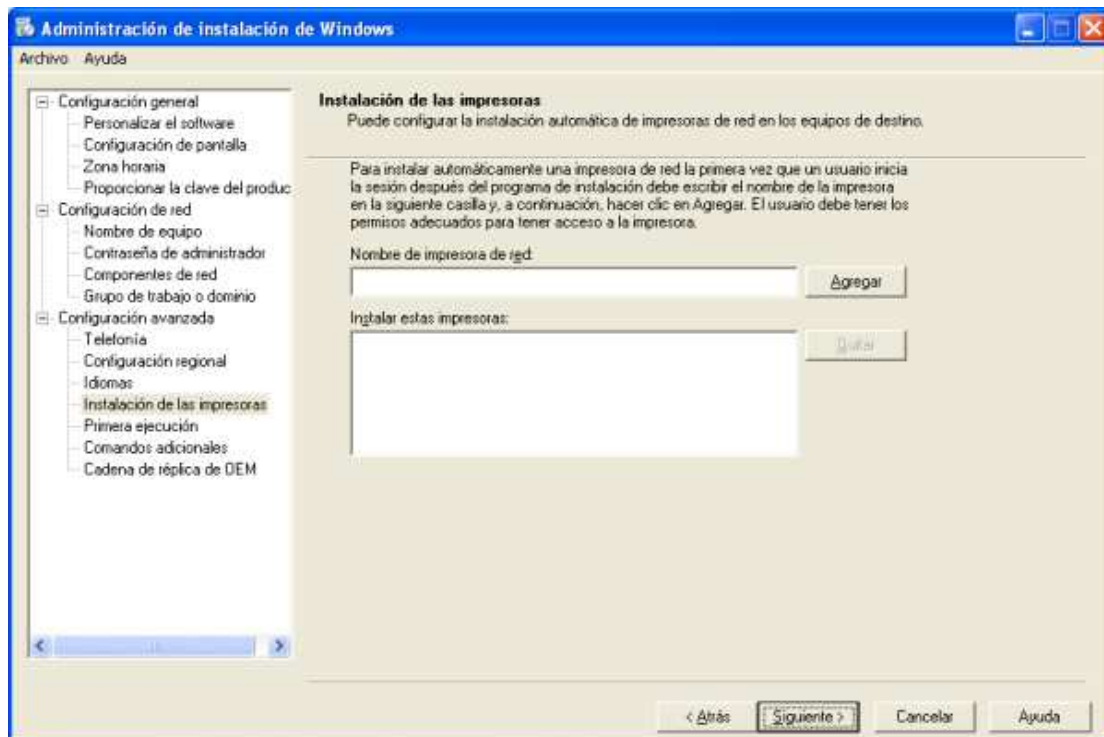 Administración de instalación de Windows
Archivo Ayuda
Configuración general
Personalizar el software
Configuración de pantalla
Zona horaria
Proporcionar la clave del produc
Configuración de red
Nombre de equipo
Contraseña de administrador
Componentes de red
Grupo de trabajo o dominio
Configuración avanzada
Telefonía
Configuración regional
Idiomas
Instalación de las impresoras
Primera ejecución
Comandos adicionales
Cadena de réplica de OEM
Instalación de las impresoras
Puede configurar la instalación automática de impresoras de red en los equipos de destino.
Para instalar automáticamente una impresora de red la primera vez que un usuario inicia
la sesión después del programa de instalación debe escribir el nombre de la impresora
en la siguiente casilla y, a continuación, hacer clic en Agregar. El usuario debe tener los
permisos adecuados para tener acceso a la impresora.
Nombre de impresora de red:
Agregar
Instalar estas impresoras:
Quitar
< Atrás
Siguiente >
Cancelar
Ayuda